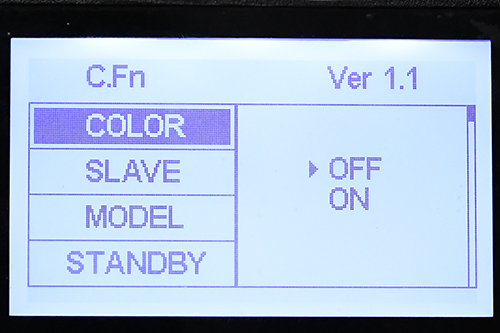 C.Fn Ver 1.1
COLOR
SLAVE
MODEL
STANDBY
OFF
ON